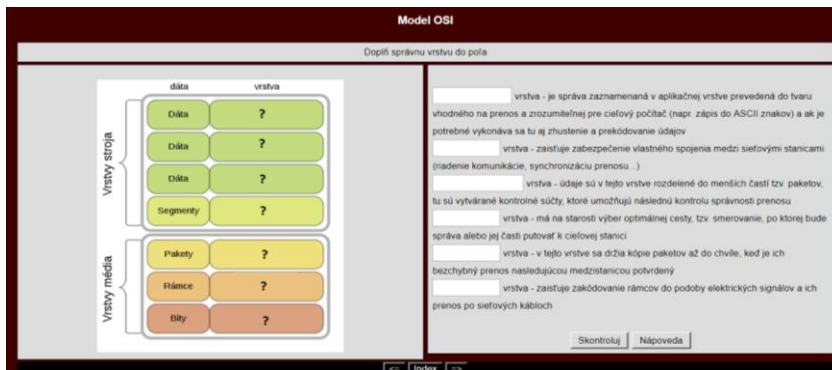 Model OSI
Doplň správnu vrstvu do poľa
dáta vrstva
Vrstvy stroja
Dáta ?
Dáta ?
Dáta ?
Segmenty ?
Vrstvy média
Pakety ?
Rámce ?
Bity ?
vrstva - je správa zaznamenaná v aplikačnej vrstve prevedená do tvaru
vhodného na prenos a zrozumiteľnej pre cieľový počítač (napr. zápis do ASCII znakov) a ak je
potrebné vykonáva sa tu aj zhustenie a prekódovanie údajov
vrstva - zaisťuje zabezpečenie vlastného spojenia medzi sieťovými stanicami
(riadenie komunikácie, synchronizáciu prenosu...)
vrstva - údaje sú v tejto vrstve rozdelené do menších častí tzv. paketov,
tu sú vytvárané kontrolné súčty, ktoré umožňujú následnú kontrolu správnosti prenosu
vrstva - má na starosti výber optimálnej cesty, tzv. smerovanie, po ktorej bude
správa alebo jej časti putovať k cieľovej stanici
vrstva - v tejto vrstve sa držia kópie paketov až do chvíle, keď je ich
bezchybný prenos nasledujúcou medzistanicou potvrdený
vrstva - zaisťuje zakódovanie rámcov do podoby elektrických signálov a ich
prenos po sieťových kábloch
Skontroluj Nápoveda
<= Index =>